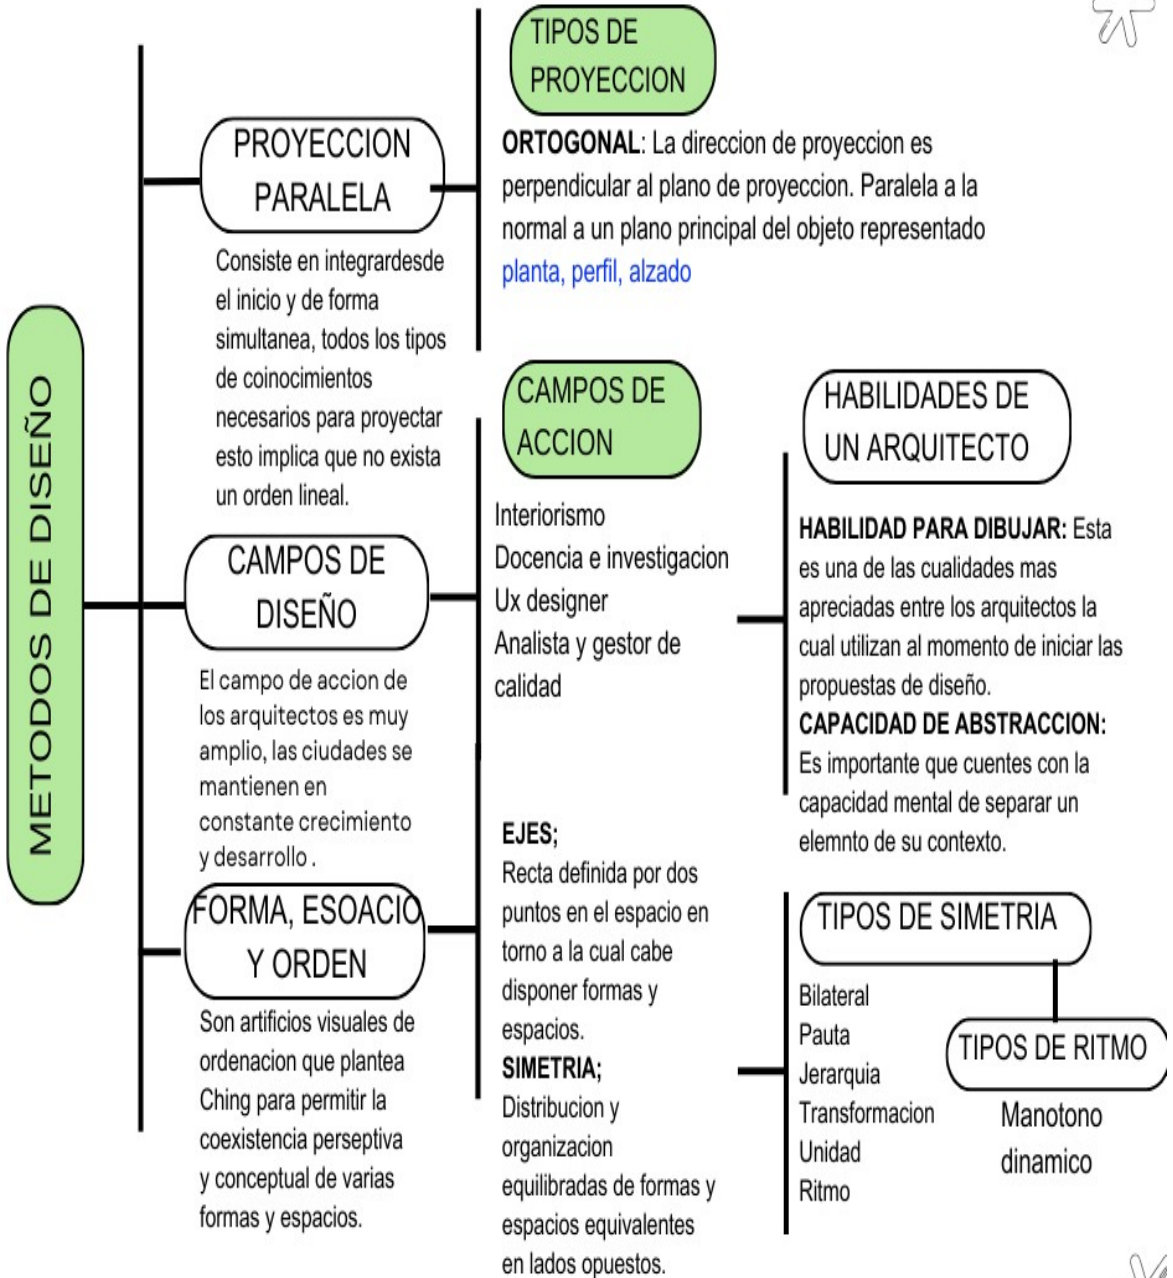 METODOS DE DISEÑO
PROYECCION
PARALELA
Consiste en integrardesde
el inicio y de forma
simultanea, todos los tipos
de coinocimientos
necesarios para proyectar
esto implica que no exista
un orden lineal.
TIPOS DE
PROYECCION
ORTOGONAL: La direccion de proyeccion es
perpendicular al plano de proyeccion. Paralela a la
normal a un plano principal del objeto representado
planta, perfil, alzado
CAMPOS DE
DISEÑO
El campo de accion de
los arquitectos es muy
amplio, las ciudades se
mantienen en
constante crecimiento
y desarrollo .
CAMPOS DE
ACCION
Interiorismo
Docencia e investigacion
Ux designer
Analista y gestor de
calidad
HABILIDADES DE
UN ARQUITECTO
HABILIDAD PARA DIBUJAR: Esta
es una de las cualidades mas
apreciadas entre los arquitectos la
cual utilizan al momento de iniciar las
propuestas de diseño.
CAPACIDAD DE ABSTRACCION:
Es importante que cuentes con la
capacidad mental de separar un
elemnto de su contexto.
FORMA, ESOACIO
Y ORDEN
Son artificios visuales de
ordenacion que plantea
Ching para permitir la
coexistencia perseptiva
y conceptual de varias
formas y espacios.
EJES;
Recta definida por dos
puntos en el espacio en
torno a la cual cabe
disponer formas y
espacios.
SIMETRIA;
Distribucion y
organizacion
equilibradas de formas y
espacios equivalentes
en lados opuestos.
TIPOS DE SIMETRIA
Bilateral
Pauta
Jerarquia
Transformacion
Unidad
Ritmo
TIPOS DE RITMO
Manotono
dinamico